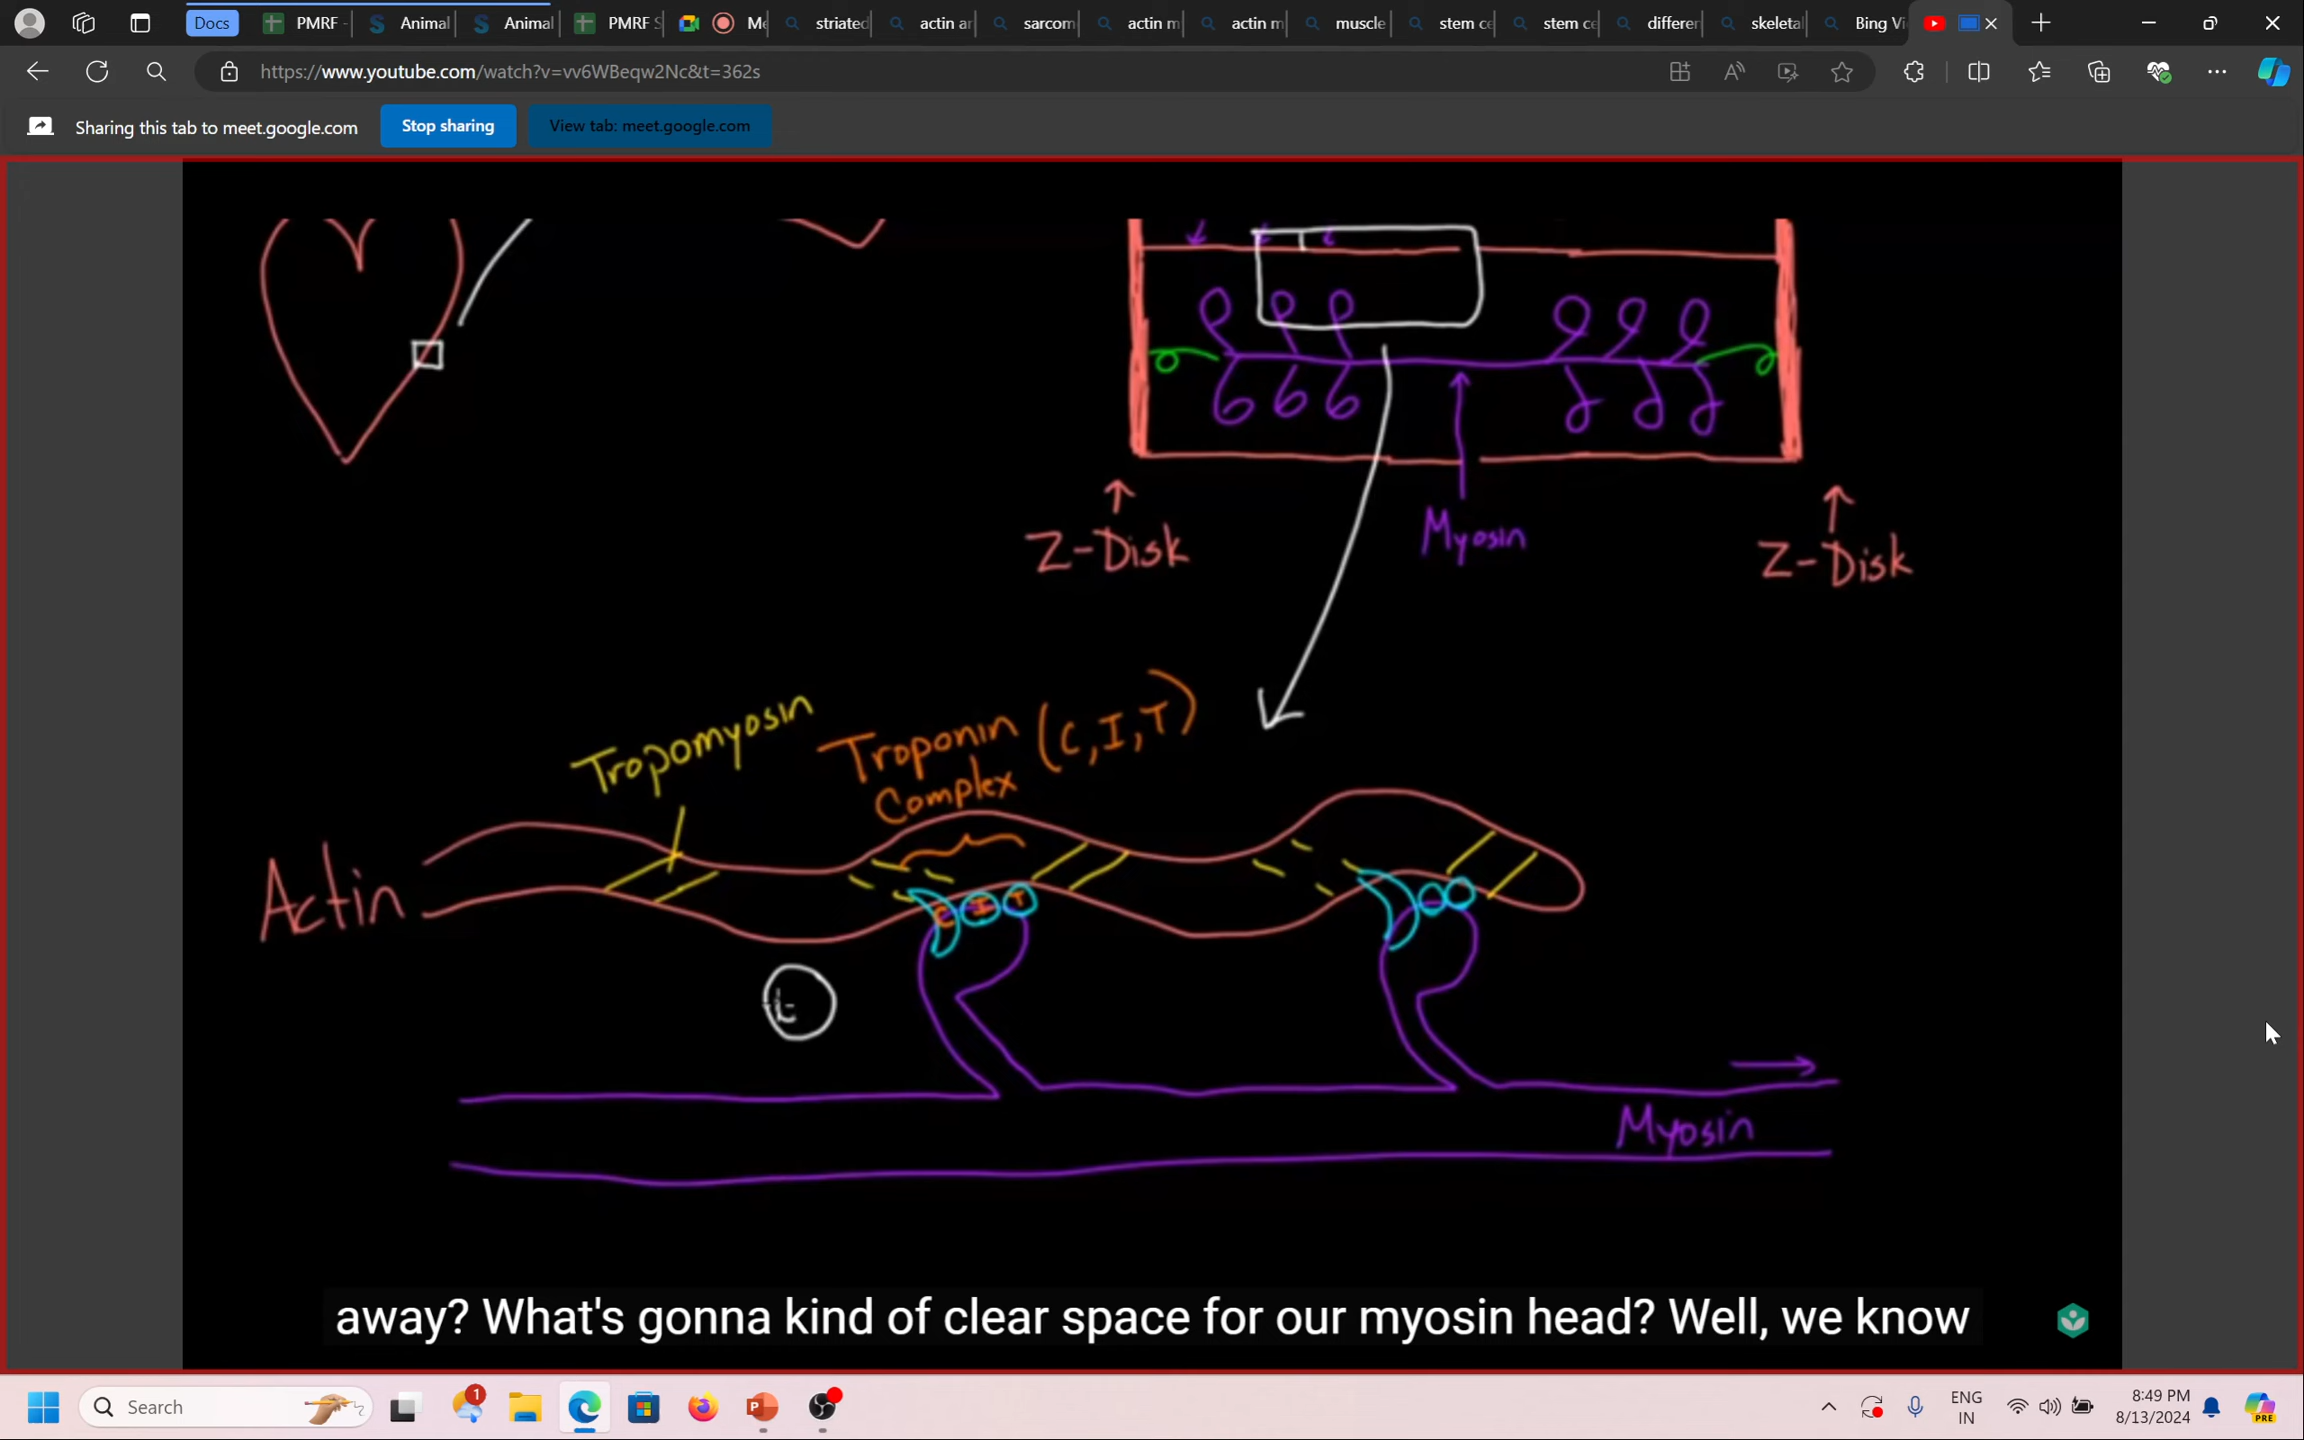 Docs PMRF - Animal Animal PMRF S Me striated actin ar sarcom actin m actin m muscle stem ce stem ce differer skeletal Bing Vi
https://www.youtube.com/watch?v=vv6WBeqw2Nc&t=362s
Sharing this tab to meet.google.com Stop sharing View tab: meet.google.com
Myosin
Z-Disk Z-Disk
Tropomyosin Troponin (C,I,T)
Complex
Actin
C I T
t
Myosin
away? What's gonna kind of clear space for our myosin head? Well, we know
Search
1
ENG
IN
8:49 PM
8/13/2024
PRE